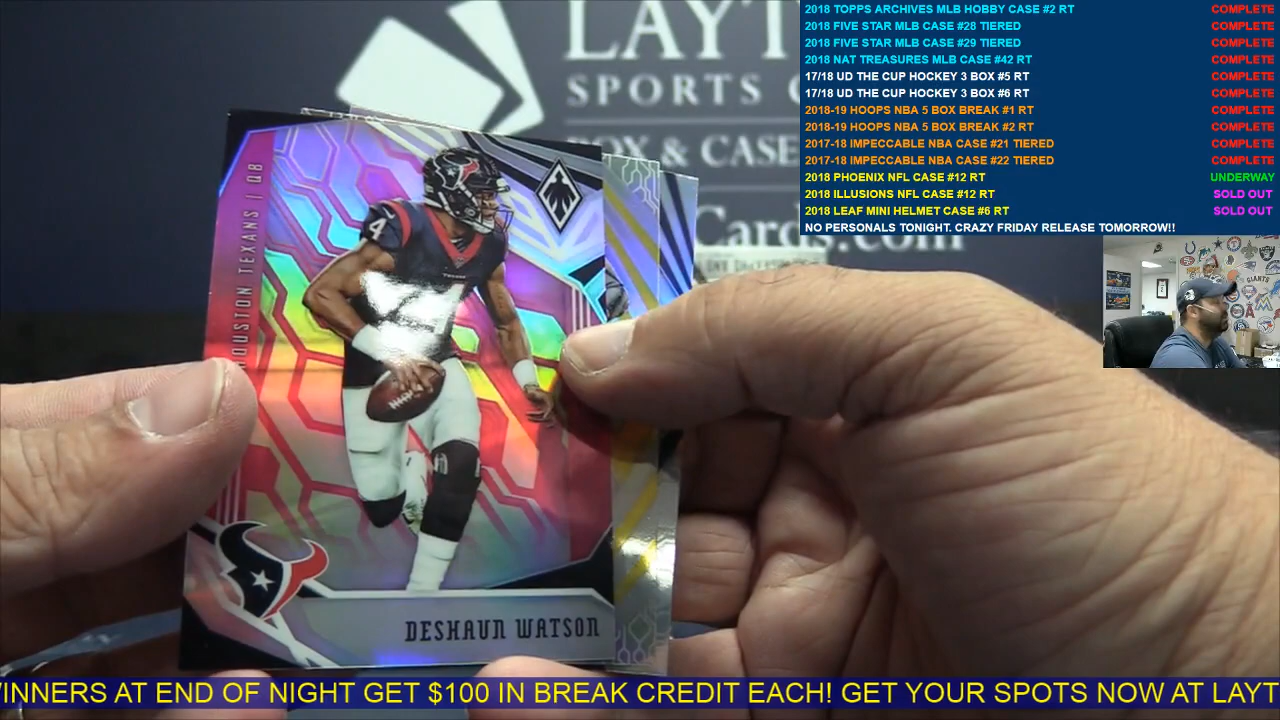 2018 TOPPS ARCHIVES MLB HOBBY CASE #2 RT COMPLETE
2018 FIVE STAR MLB CASE #28 TIERED COMPLETE
2018 FIVE STAR MLB CASE #29 TIERED COMPLETE
2018 NAT TREASURES MLB CASE #42 RT COMPLETE
17/18 UD THE CUP HOCKEY 3 BOX #5 RT COMPLETE
17/18 UD THE CUP HOCKEY 3 BOX #6 RT COMPLETE
2018-19 HOOPS NBA 5 BOX BREAK #1 RT COMPLETE
2018-19 HOOPS NBA 5 BOX BREAK #2 RT COMPLETE
2017-18 IMPECCABLE NBA CASE #21 TIERED COMPLETE
2017-18 IMPECCABLE NBA CASE #22 TIERED COMPLETE
2018 PHOENIX NFL CASE #12 RT UNDERWAY
2018 ILLUSIONS NFL CASE #12 RT SOLD OUT
2018 LEAF MINI HELMET CASE #6 RT SOLD OUT
NO PERSONALS TONIGHT. CRAZY FRIDAY RELEASE TOMORROW!!
LAYT
SPORTS C
BOX & CASE
Cards.com
HOUSTON TEXANS | QB
4
DESHAUN WATSON
GIANTS
WINNERS AT END OF NIGHT GET $100 IN BREAK CREDIT EACH! GET YOUR SPOTS NOW AT LAYT